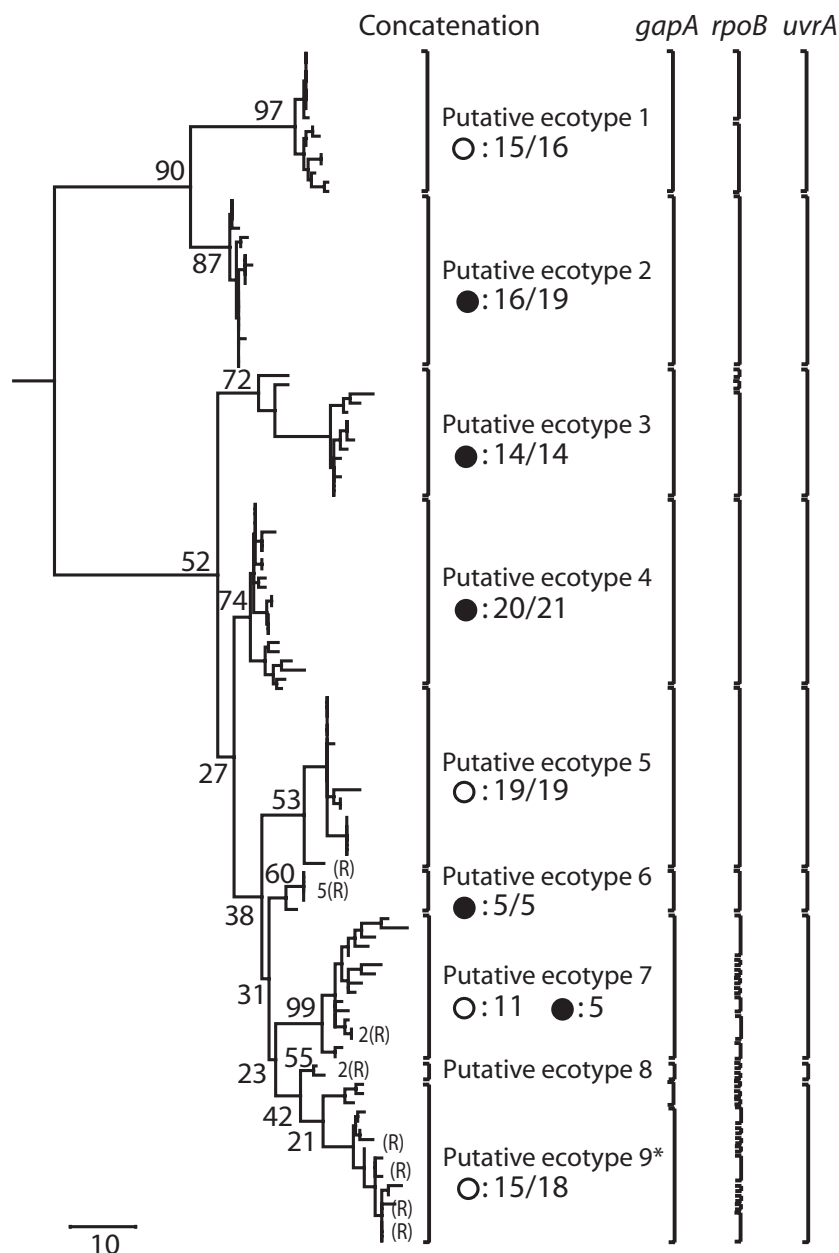 Concatenation gapA rpoB uvrA
97
Putative ecotype 1
: 15/16
90
87
Putative ecotype 2
: 16/19
72
Putative ecotype 3
: 14/14
52
74
Putative ecotype 4
: 20/21
27
53
Putative ecotype 5
: 19/19
(R)
60
5(R)
Putative ecotype 6
: 5/5
38
31
99
Putative ecotype 7
: 11 : 5
2(R)
55
2(R)
Putative ecotype 8
23
42
21
(R)
Putative ecotype 9*
(R)
: 15/18
(R)
(R)
10